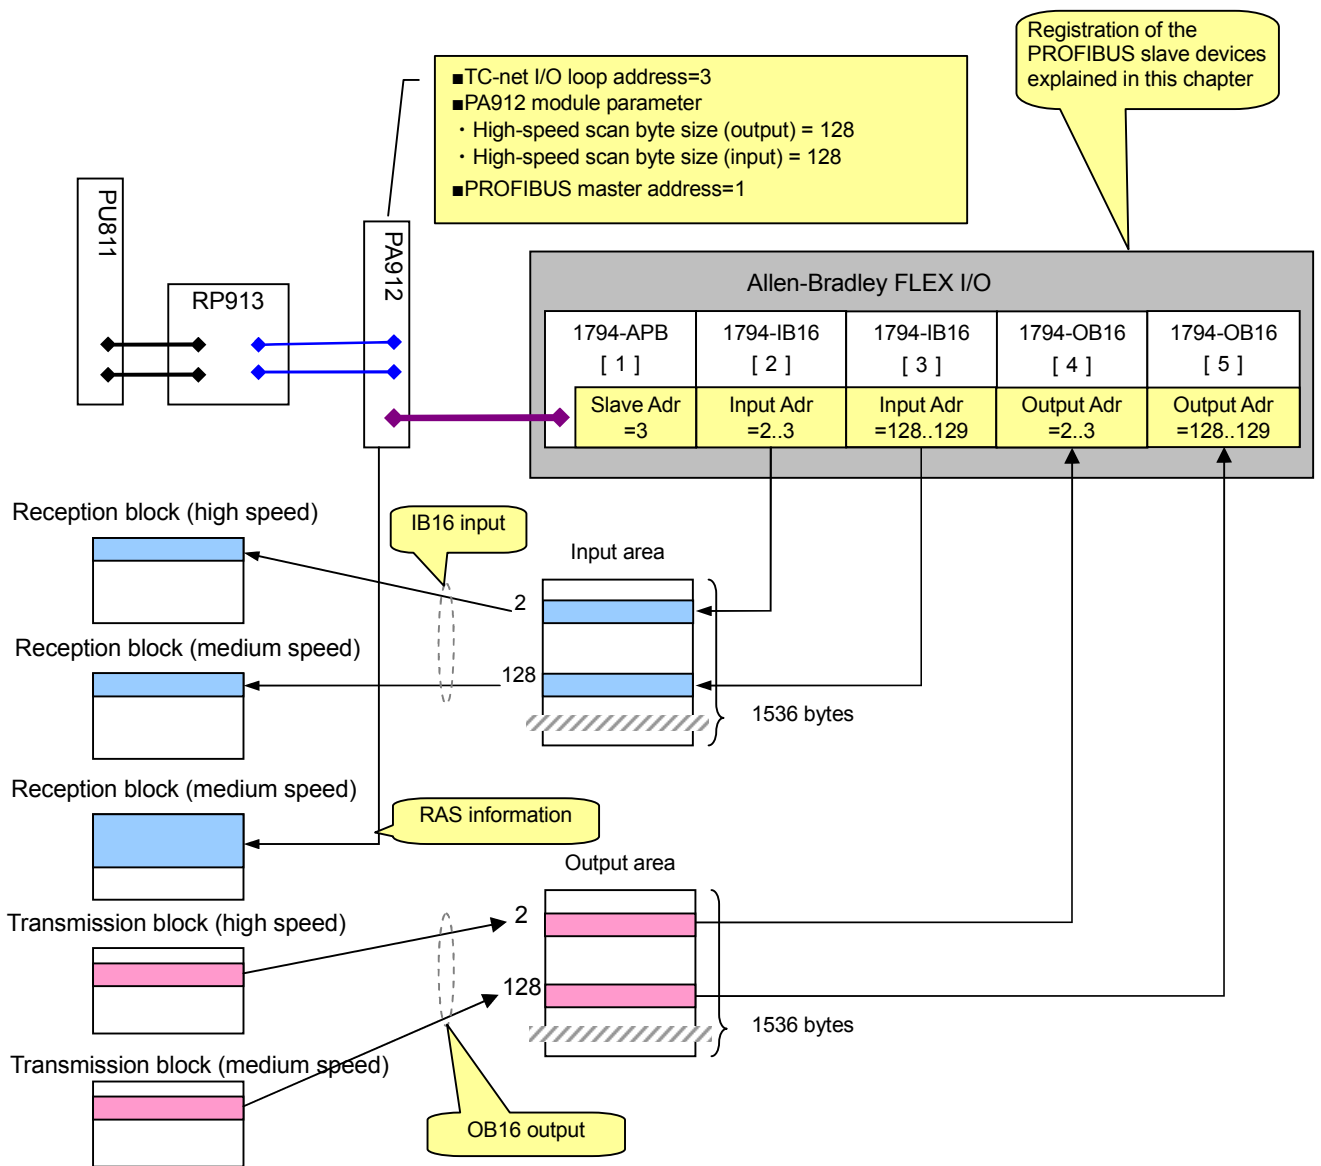 Registration of the
PROFIBUS slave devices
explained in this chapter
■TC-net I/O loop address=3
■PA912 module parameter
・High-speed scan byte size (output) = 128
・High-speed scan byte size (input) = 128
■PROFIBUS master address=1
PU811
RP913
PA912
Allen-Bradley FLEX I/O
1794-APB
[ 1 ]
1794-IB16
[ 2 ]
1794-IB16
[ 3 ]
1794-OB16
[ 4 ]
1794-OB16
[ 5 ]
Slave Adr
=3
Input Adr
=2..3
Input Adr
=128..129
Output Adr
=2..3
Output Adr
=128..129
Reception block (high speed)
IB16 input
Input area
2
Reception block (medium speed)
128
1536 bytes
Reception block (medium speed)
RAS information
Output area
Transmission block (high speed)
2
128
1536 bytes
Transmission block (medium speed)
OB16 output